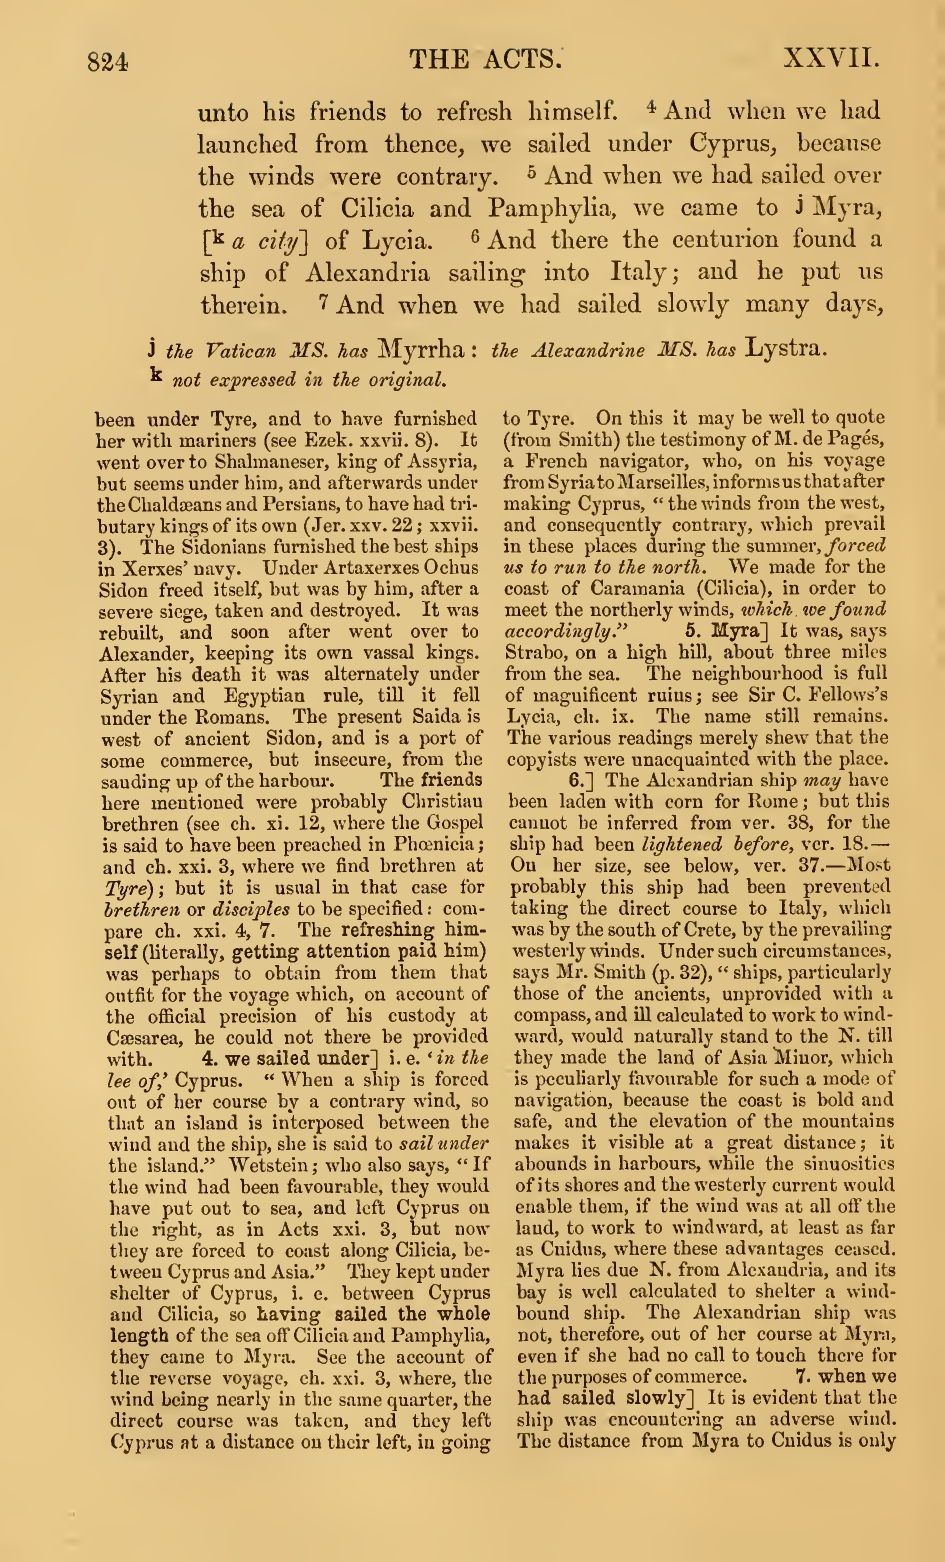 824
THE ACTS.
XXVII.
unto his friends to refresh himself. 4 And when we had
launched from thence, we sailed under Cyprus, because
the winds were contrary. 5 And when we had sailed over
the sea of Cilicia and Pamphylia, we came to j Myra,
[k a city] of Lycia. 6 And there the centurion found a
ship of Alexandria sailing into Italy; and he put us
therein. 7 And when we had sailed slowly many days,
j the Vatican MS. has Myrrha: the Alexandrine MS. has Lystra.
k not expressed in the original.
been under Tyre, and to have furnished
her with mariners (see Ezek. xxvii. 8). It
went over to Shalmaneser, king of Assyria,
but seems under him, and afterwards under
the Chaldæans and Persians, to have had tri-
butary kings of its own (Jer. xxv. 22; xxvii.
3). The Sidonians furnished the best ships
in Xerxes' navy. Under Artaxerxes Ochus
Sidon freed itself, but was by him, after a
severe siege, taken and destroyed. It was
rebuilt, and soon after went over to
Alexander, keeping its own vassal kings.
After his death it was alternately under
Syrian and Egyptian rule, till it fell
under the Romans. The present Saida is
west of ancient Sidon, and is a port of
some commerce, but insecure, from the
sanding up of the harbour. The friends
here mentioned were probably Christian
brethren (see ch. xi. 12, where the Gospel
is said to have been preached in Phœnicia;
and ch. xxi. 3, where we find brethren at
Tyre); but it is usual in that case for
brethren or disciples to be specified: com-
pare ch. xxi. 4, 7. The refreshing him-
self (literally, getting attention paid him)
was perhaps to obtain from them that
outfit for the voyage which, on account of
the official precision of his custody at
Cæsarea, he could not there be provided
with. 4. we sailed under] i. e. 'in the
lee of,' Cyprus. "When a ship is forced
out of her course by a contrary wind, so
that an island is interposed between the
wind and the ship, she is said to sail under
the island." Wetstein; who also says, "If
the wind had been favourable, they would
have put out to sea, and left Cyprus on
the right, as in Acts xxi. 3, but now
they are forced to coast along Cilicia, be-
tween Cyprus and Asia." They kept under
shelter of Cyprus, i. e. between Cyprus
and Cilicia, so having sailed the whole
length of the sea off Cilicia and Pamphylia,
they came to Myra. See the account of
the reverse voyage, ch. xxi. 3, where, the
wind being nearly in the same quarter, the
direct course was taken, and they left
Cyprus at a distance on their left, in going
to Tyre. On this it may be well to quote
(from Smith) the testimony of M. de Pagés,
a French navigator, who, on his voyage
from Syria to Marseilles, informs us that after
making Cyprus, "the winds from the west,
and consequently contrary, which prevail
in these places during the summer, forced
us to run to the north. We made for the
coast of Caramania (Cilicia), in order to
meet the northerly winds, which we found
accordingly." 5. Myra] It was, says
Strabo, on a high hill, about three miles
from the sea. The neighbourhood is full
of magnificent ruins; see Sir C. Fellows's
Lycia, ch. ix. The name still remains.
The various readings merely shew that the
copyists were unacquainted with the place.
6.] The Alexandrian ship may have
been laden with corn for Rome; but this
cannot be inferred from ver. 38, for the
ship had been lightened before, ver. 18.—
On her size, see below, ver. 37.—Most
probably this ship had been prevented
taking the direct course to Italy, which
was by the south of Crete, by the prevailing
westerly winds. Under such circumstances,
says Mr. Smith (p. 32), "ships, particularly
those of the ancients, unprovided with a
compass, and ill calculated to work to wind-
ward, would naturally stand to the N. till
they made the land of Asia Minor, which
is peculiarly favourable for such a mode of
navigation, because the coast is bold and
safe, and the elevation of the mountains
makes it visible at a great distance; it
abounds in harbours, while the sinuosities
of its shores and the westerly current would
enable them, if the wind was at all off the
land, to work to windward, at least as far
as Cnidus, where these advantages ceased.
Myra lies due N. from Alexandria, and its
bay is well calculated to shelter a wind-
bound ship. The Alexandrian ship was
not, therefore, out of her course at Myra,
even if she had no call to touch there for
the purposes of commerce. 7. when we
had sailed slowly] It is evident that the
ship was encountering an adverse wind.
The distance from Myra to Cnidus is only